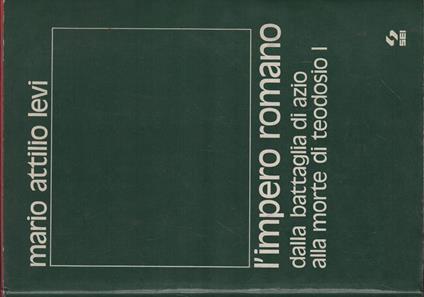 mario attilio levi
l'impero romano
dalla battaglia di azio
alla morte di teodosio I
SEI